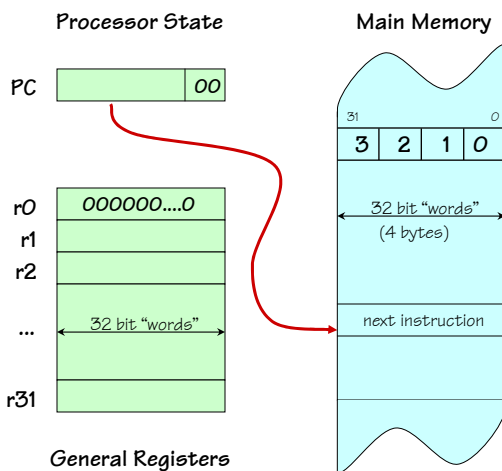 Processor State
Main Memory
PC
00
31
0
3 2 1 0
r0
000000....0
r1
r2
32 bit “words”
(4 bytes)
...
32 bit “words”
next instruction
r31
General Registers